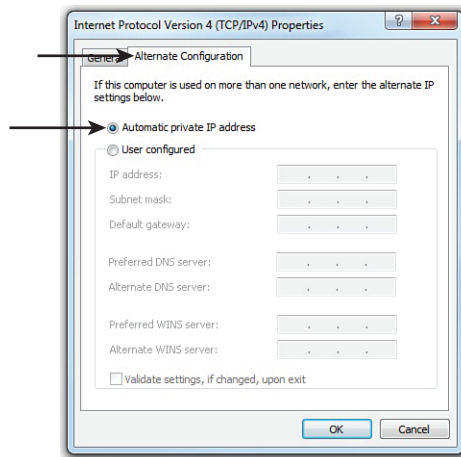 Internet Protocol Version 4 (TCP/IPv4) Properties
General
Alternate Configuration
If this computer is used on more than one network, enter the alternate IP
settings below.
Automatic private IP address
User configured
IP address:
Subnet mask:
Default gateway:
Preferred DNS server:
Alternate DNS server:
Preferred WINS server:
Alternate WINS server:
Validate settings, if changed, upon exit
OK
Cancel